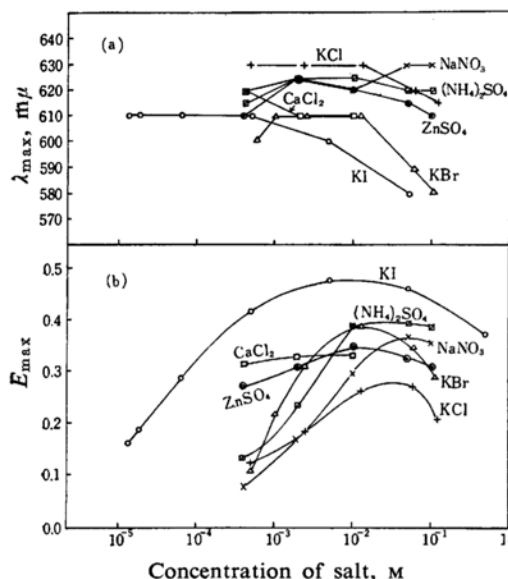 (a)
λmax, mμ
650
640
630
620
610
600
590
580
570
560
KCl
NaNO₃
(NH₄)₂SO₄
CaCl₂
ZnSO₄
KI
KBr
(b)
Emax
0.5
0.4
0.3
0.2
0.1
0.0
KI
(NH₄)₂SO₄
CaCl₂
NaNO₃
ZnSO₄
KBr
KCl
10⁻⁵ 10⁻⁴ 10⁻³ 10⁻² 10⁻¹ 1
Concentration of salt, M